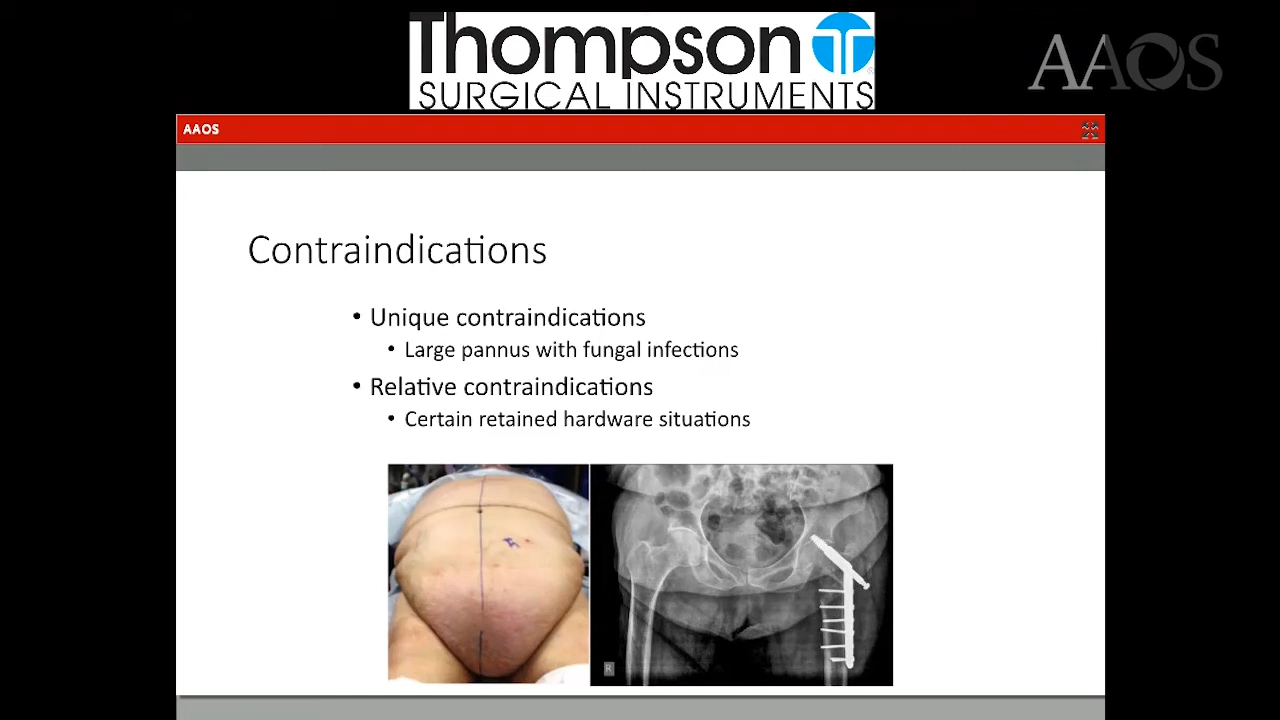 Thompson
SURGICAL INSTRUMENTS
AAOS
AAOS
Contraindications
• Unique contraindications
• Large pannus with fungal infections
• Relative contraindications
• Certain retained hardware situations
R